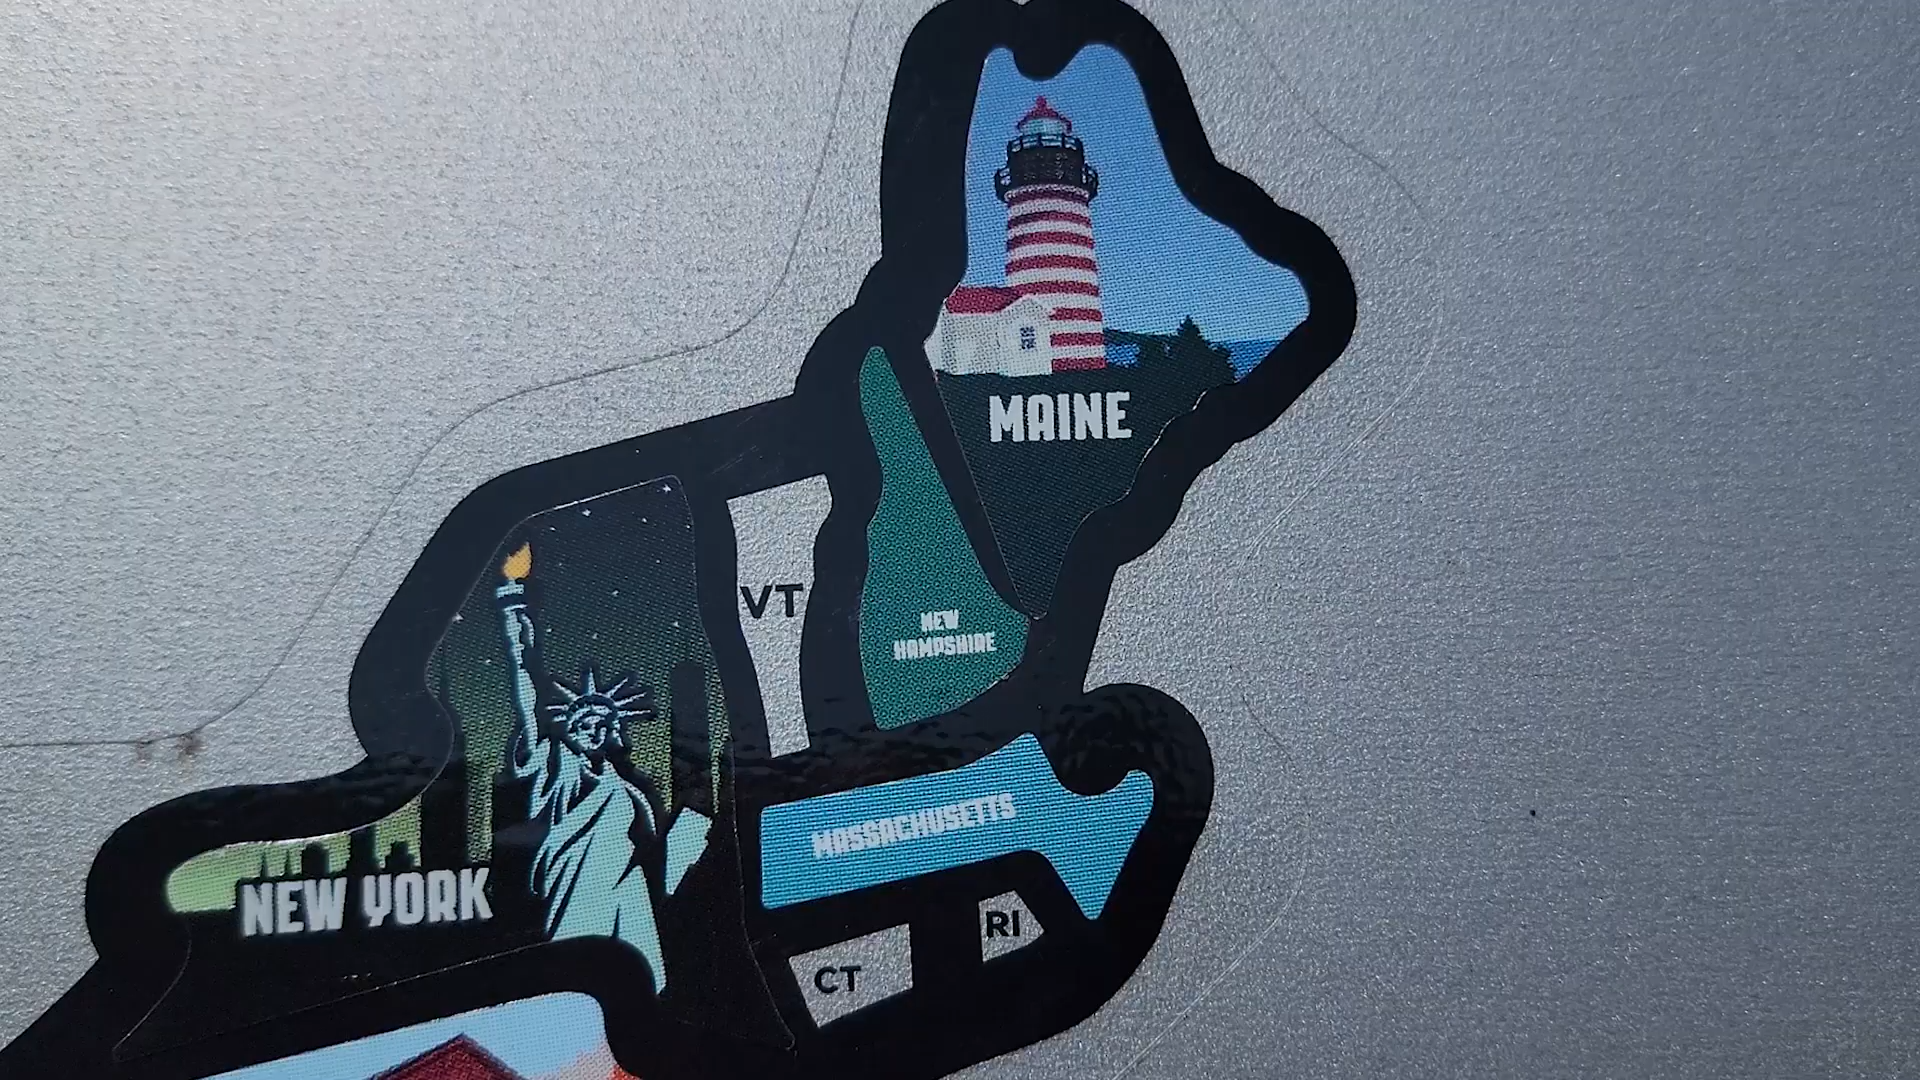 MAINE
VT
NEW
HAMPSHIRE
MASSACHUSETTS
NEW YORK
RI
CT